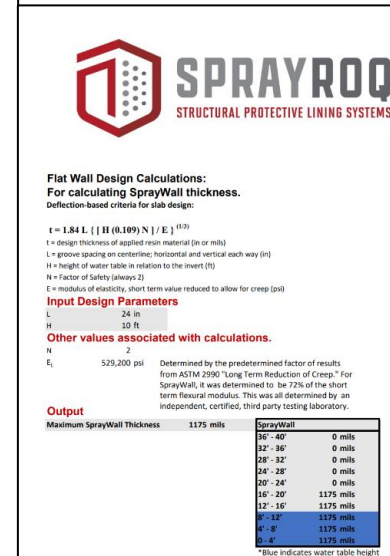 SPRAYROQ
STRUCTURAL PROTECTIVE LINING SYSTEMS
Flat Wall Design Calculations:
For calculating SprayWall thickness.
Deflection-based criteria for slab design:
t = 1.84 L { [ H (0.109) N ] / E } (1/3)
t = design thickness of applied resin material (in or mils)
L = groove spacing on centerline; horizontal and vertical each way (in)
H = height of water table in relation to the invert (ft)
N = Factor of Safety (always 2)
E = modulus of elasticity, short term value reduced to allow for creep (psi)
Input Design Parameters
L 24 in
H 10 ft
Other values associated with calculations.
N 2
EL 529,200 psi Determined by the predetermined factor of results
from ASTM 2990 "Long Term Reduction of Creep." For
SprayWall, it was determined to be 72% of the short
term flexural modulus. This was all determined by an
independent, certified, third party testing laboratory.
Output
Maximum SprayWall Thickness 1175 mils SprayWall
36' - 40' 0 mils
32' - 36' 0 mils
28' - 32' 0 mils
24' - 28' 0 mils
20' - 24' 0 mils
16' - 20' 1175 mils
12' - 16' 1175 mils
8' - 12' 1175 mils
4' - 8' 1175 mils
0 - 4' 1175 mils
*Blue indicates water table height